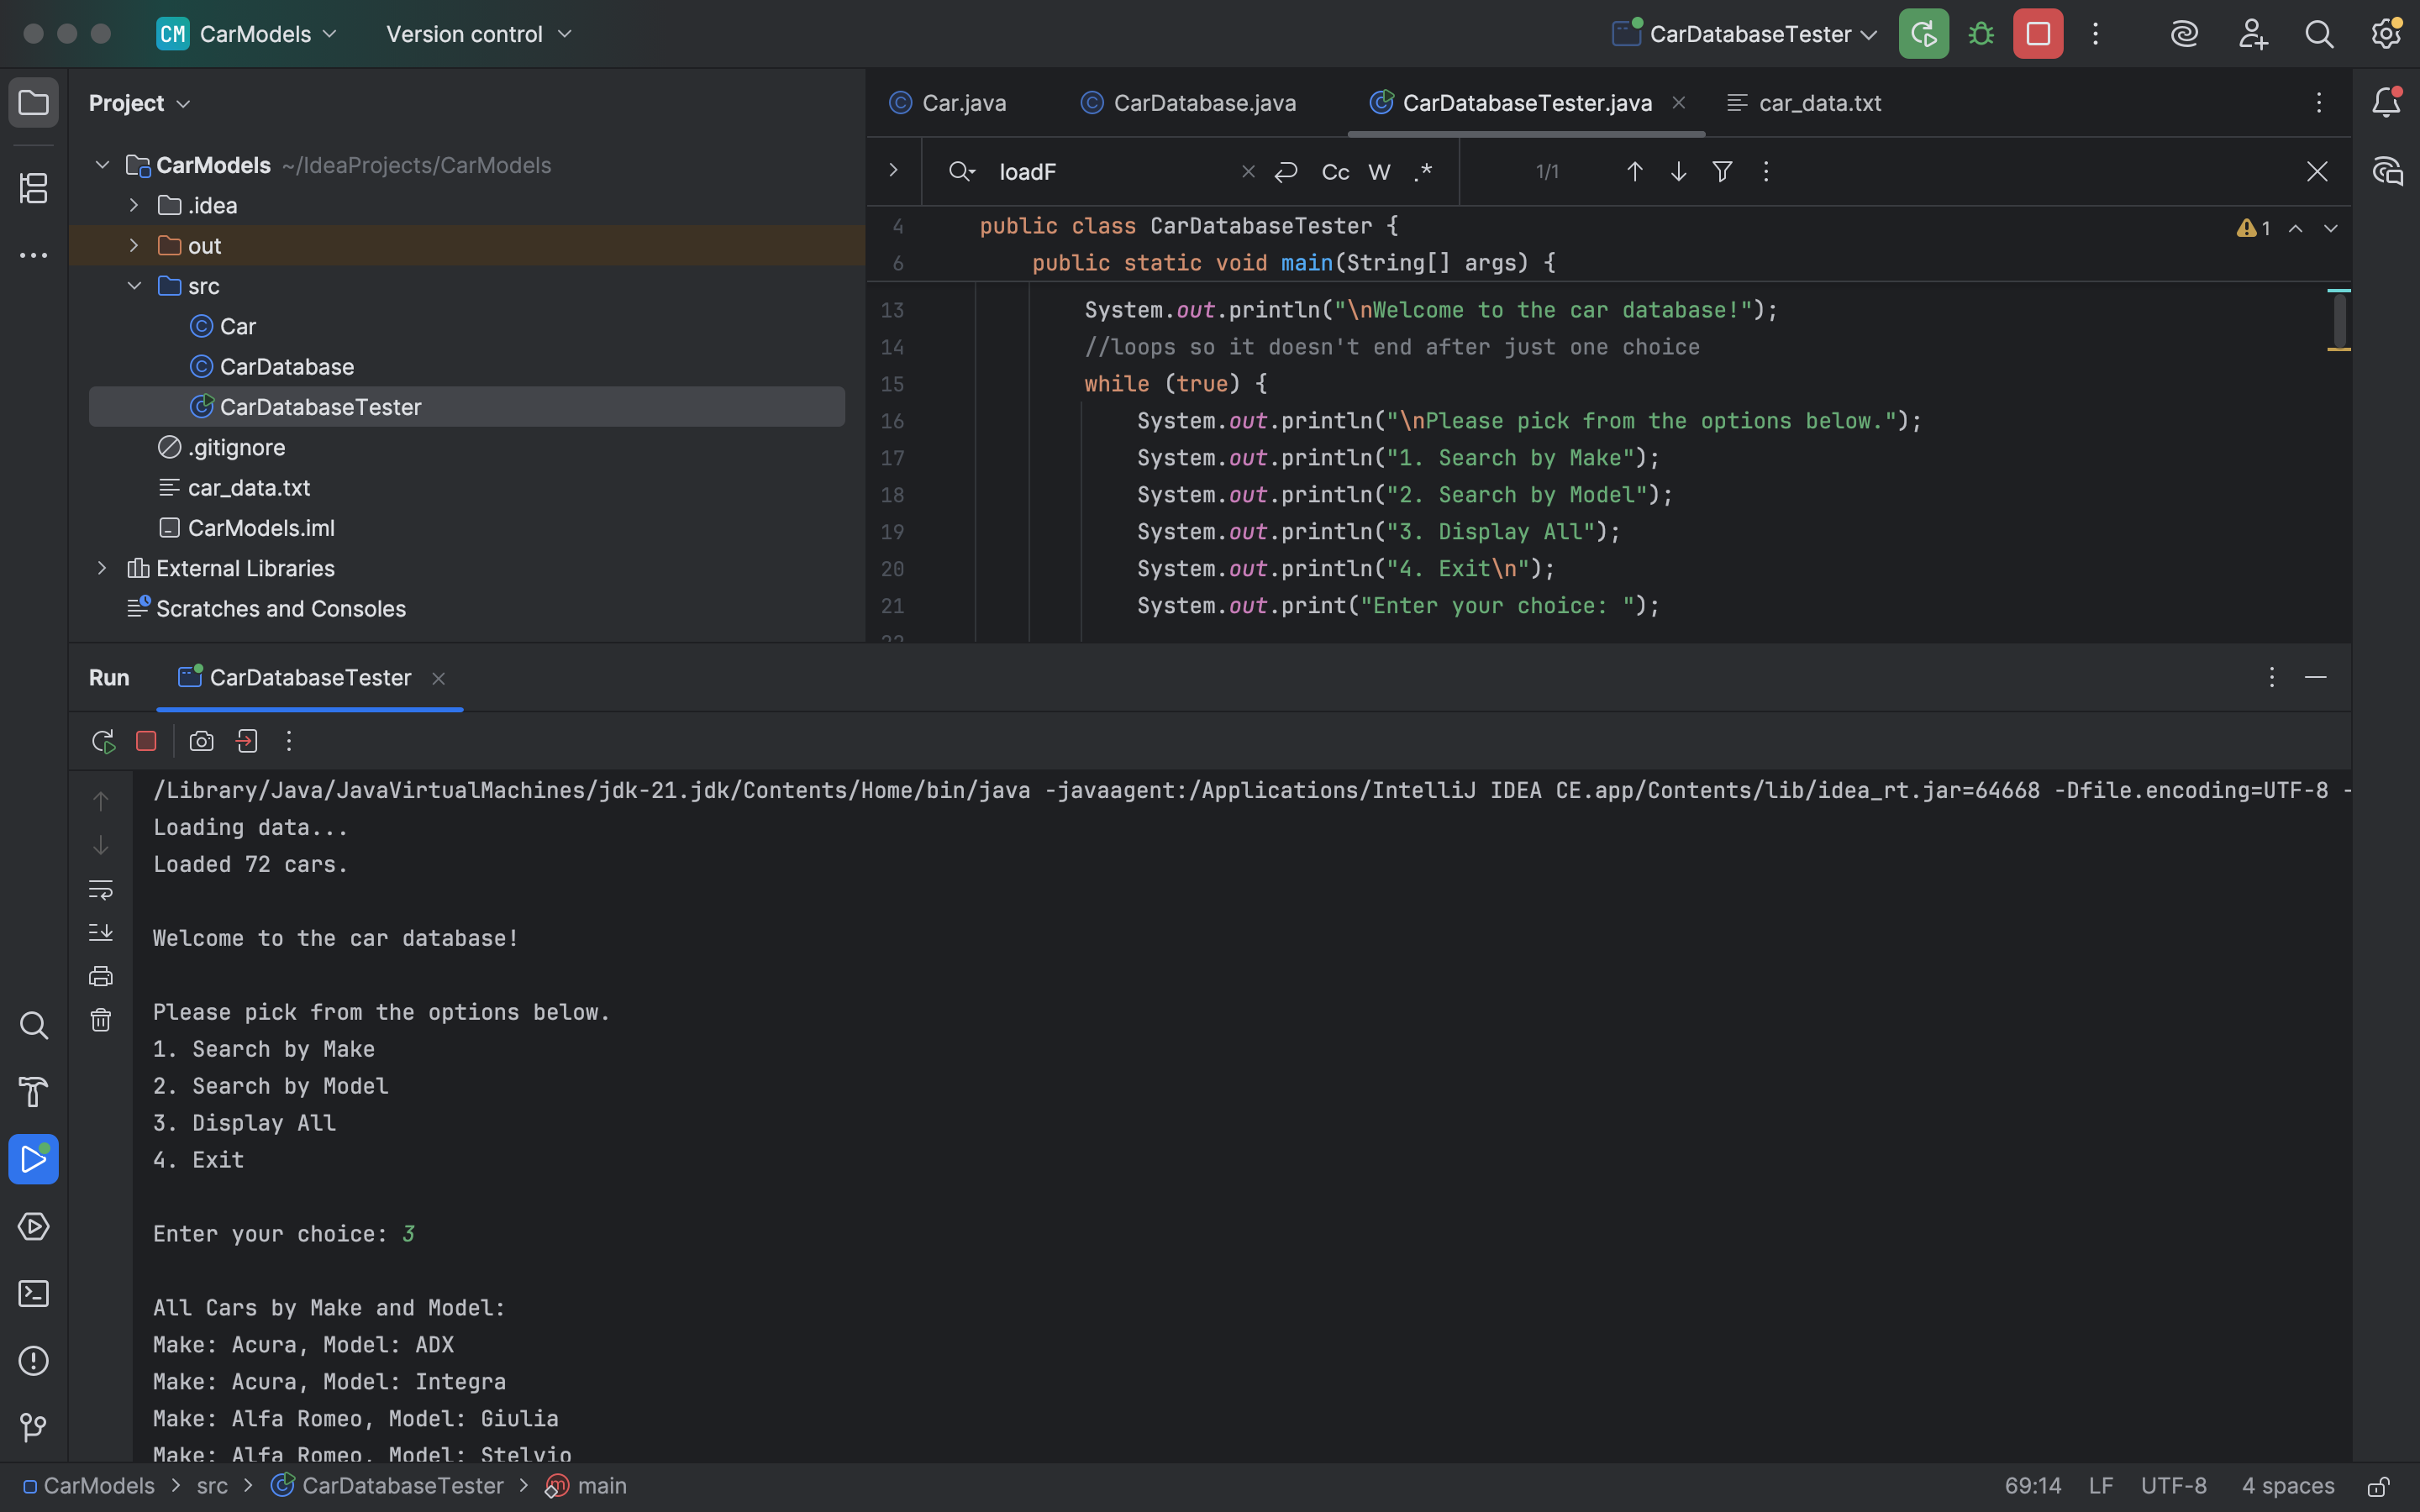 CM CarModels Version control CarDatabaseTester
Project
CarModels ~/IdeaProjects/CarModels
.idea
out
src
Car
CarDatabase
CarDatabaseTester
.gitignore
car_data.txt
CarModels.iml
External Libraries
Scratches and Consoles
Car.java CarDatabase.java CarDatabaseTester.java car_data.txt
loadF Cc W .* 1/1
4 public class CarDatabaseTester { 1
6 public static void main(String[] args) {
13 System.out.println("\nWelcome to the car database!");
14 //loops so it doesn't end after just one choice
15 while (true) {
16 System.out.println("\nPlease pick from the options below.");
17 System.out.println("1. Search by Make");
18 System.out.println("2. Search by Model");
19 System.out.println("3. Display All");
20 System.out.println("4. Exit\n");
21 System.out.print("Enter your choice: ");
Run CarDatabaseTester
/Library/Java/JavaVirtualMachines/jdk-21.jdk/Contents/Home/bin/java -javaagent:/Applications/IntelliJ IDEA CE.app/Contents/lib/idea_rt.jar=64668 -Dfile.encoding=UTF-8 -
Loading data...
Loaded 72 cars.
Welcome to the car database!
Please pick from the options below.
1. Search by Make
2. Search by Model
3. Display All
4. Exit
Enter your choice: 3
All Cars by Make and Model:
Make: Acura, Model: ADX
Make: Acura, Model: Integra
Make: Alfa Romeo, Model: Giulia
Make: Alfa Romeo, Model: Stelvio
CarModels > src > CarDatabaseTester > main 69:14 LF UTF-8 4 spaces